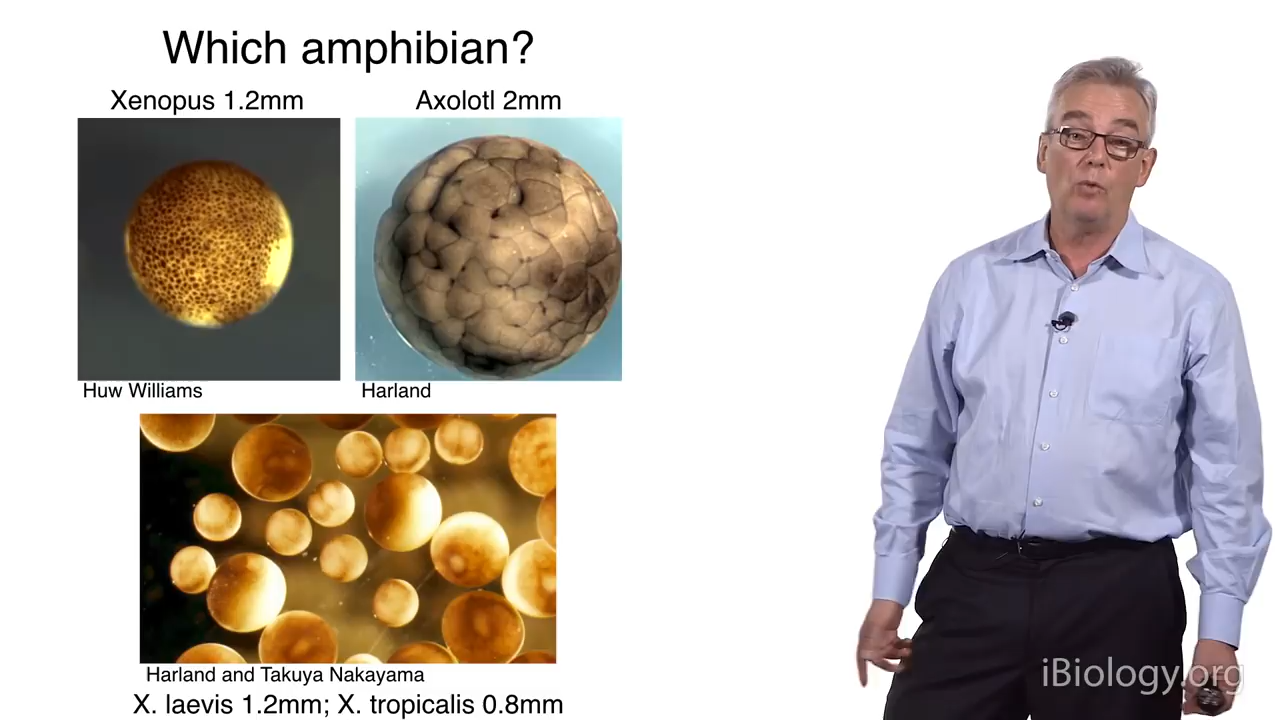 Which amphibian?
Xenopus 1.2mm
Axolotl 2mm
Huw Williams
Harland
Harland and Takuya Nakayama
X. laevis 1.2mm; X. tropicalis 0.8mm
iBiology.org